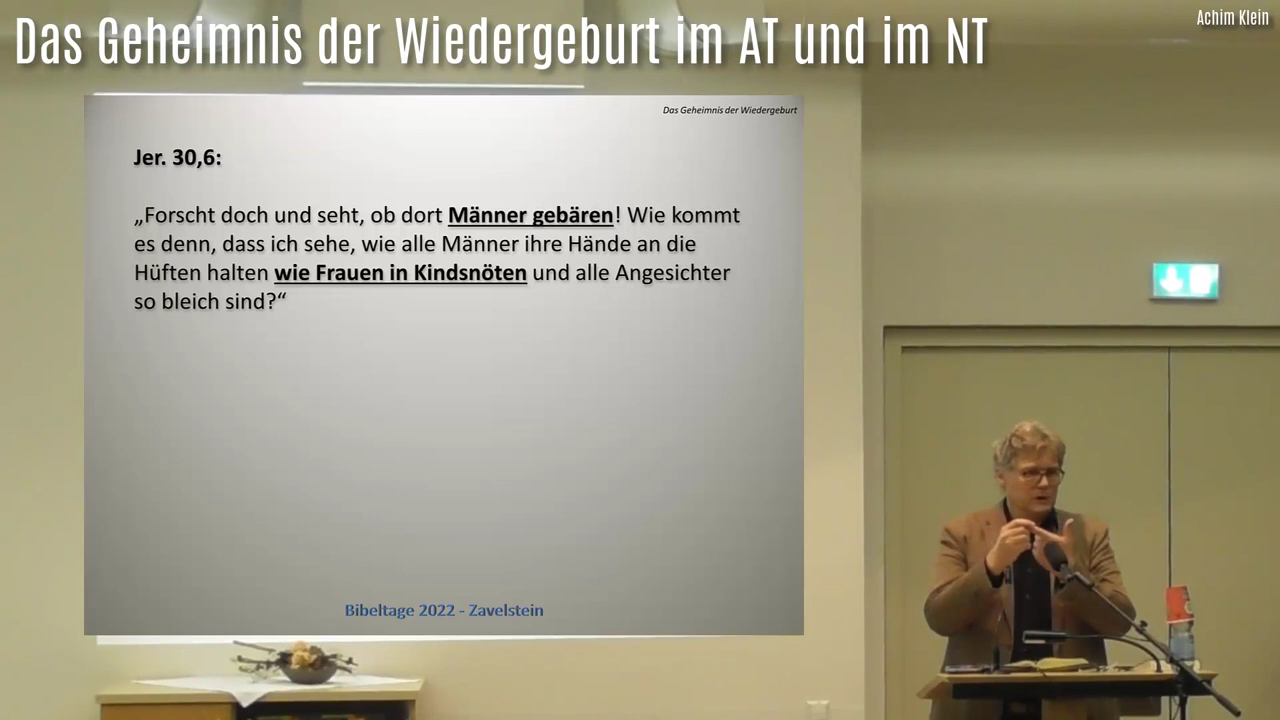 Das Geheimnis der Wiedergeburt im AT und im NT
Achim Klein
Das Geheimnis der Wiedergeburt
Jer. 30,6:
„Forscht doch und seht, ob dort Männer gebären! Wie kommt
es denn, dass ich sehe, wie alle Männer ihre Hände an die
Hüften halten wie Frauen in Kindsnöten und alle Angesichter
so bleich sind?“
Bibeltage 2022 - Zavelstein